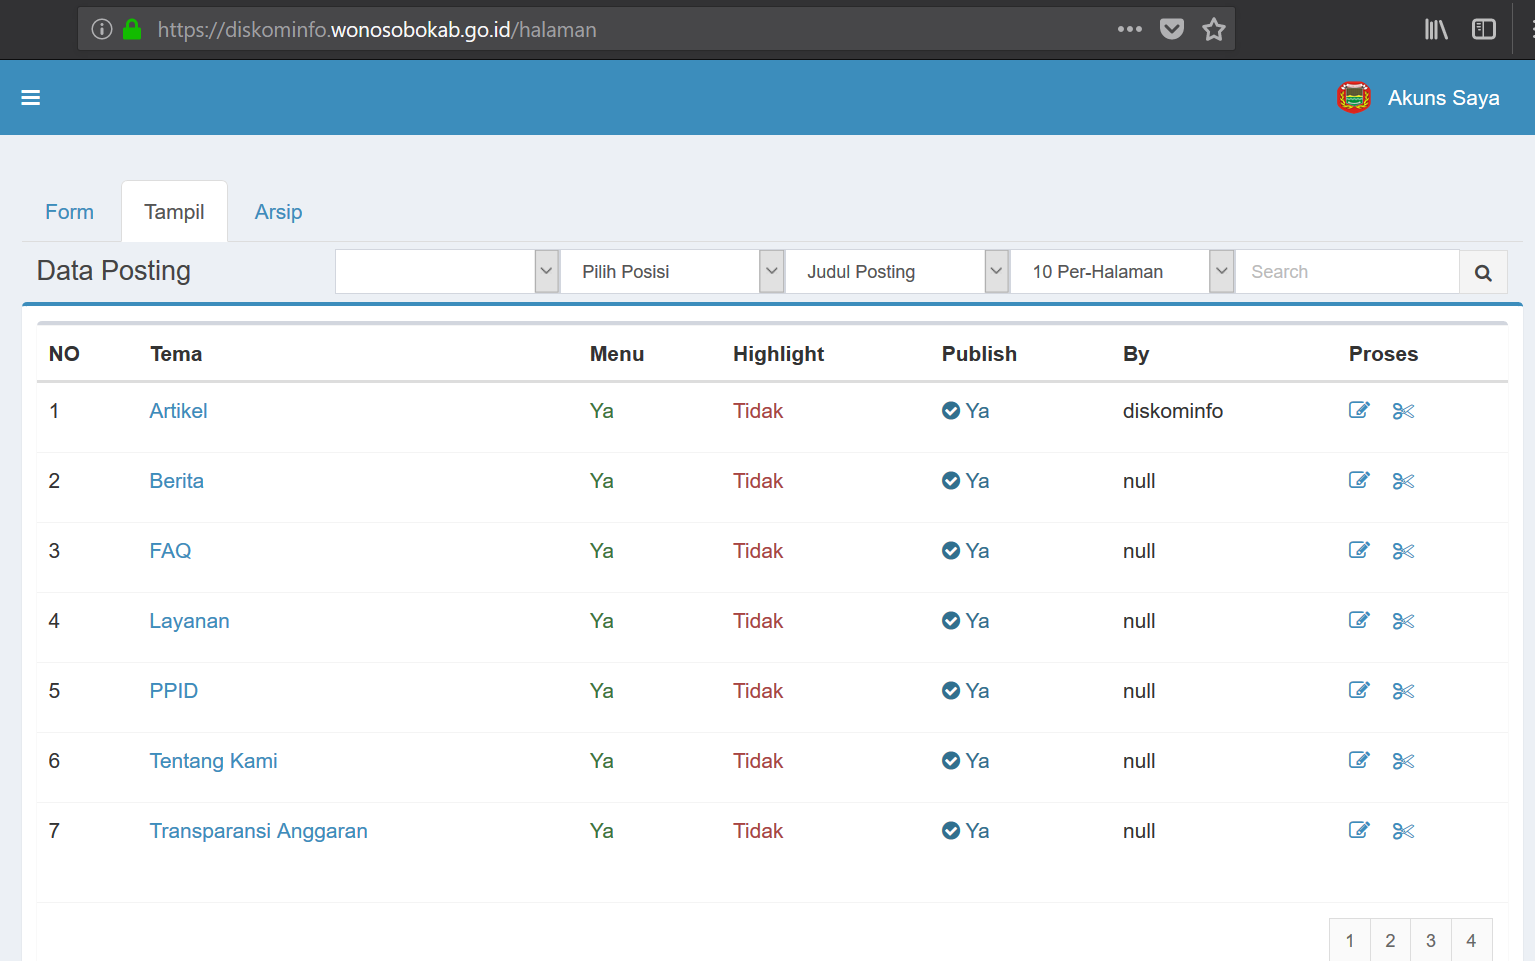 https://diskominfo.wonosobokab.go.id/halaman
Akuns Saya
Form Tampil Arsip
Data Posting Pilih Posisi Judul Posting 10 Per-Halaman Search
NO Tema Menu Highlight Publish By Proses
1 Artikel Ya Tidak Ya diskominfo
2 Berita Ya Tidak Ya null
3 FAQ Ya Tidak Ya null
4 Layanan Ya Tidak Ya null
5 PPID Ya Tidak Ya null
6 Tentang Kami Ya Tidak Ya null
7 Transparansi Anggaran Ya Tidak Ya null
1 2 3 4